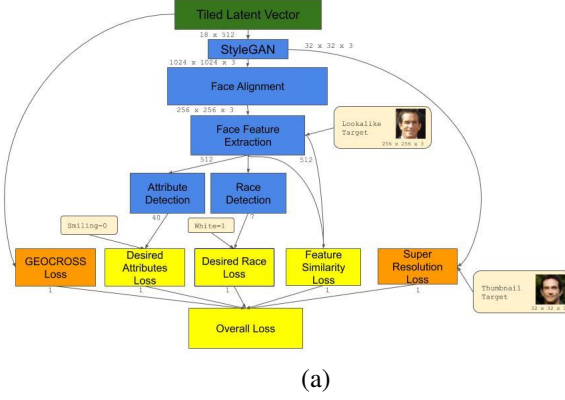 Tiled Latent Vector
18 x 512
StyleGAN
32 x 32 x 3
1024 x 1024 x 3
Face Alignment
256 x 256 x 3
Face Feature
Extraction
Lookalike
Target
256 x 256 x 3
512
512
Attribute
Detection
Race
Detection
40
7
Smiling=0
White=1
GEOCROSS
Loss
Desired
Attributes
Loss
Desired Race
Loss
Feature
Similarity
Loss
Super
Resolution
Loss
1
1
1
1
1
Thumbnail
Target
32 x 32 x
Overall Loss
(a)